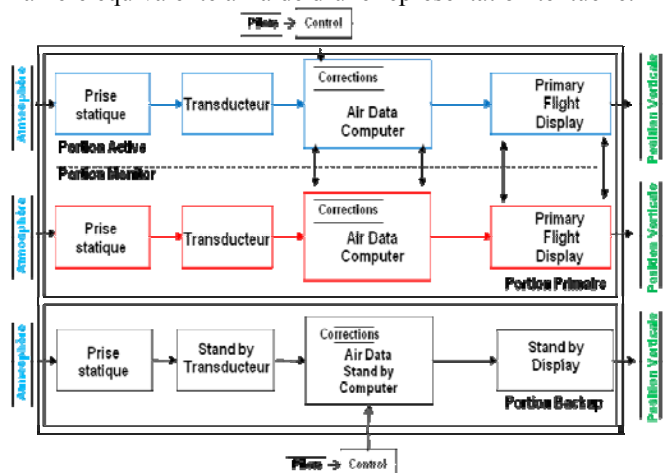 Pilote → Control
Atmosphère
Prise
statique
Transducteur
Corrections
Air Data
Computer
Primary
Flight
Display
Position Verticale
Portion Active
Portion Monitor
Atmosphère
Prise
statique
Transducteur
Corrections
Air Data
Computer
Primary
Flight
Display
Position Verticale
Portion Primaire
Atmosphère
Prise
statique
Stand by
Transducteur
Corrections
Air Data
Stand by
Computer
Stand by
Display
Position Verticale
Portion Backup
Pilote → Control